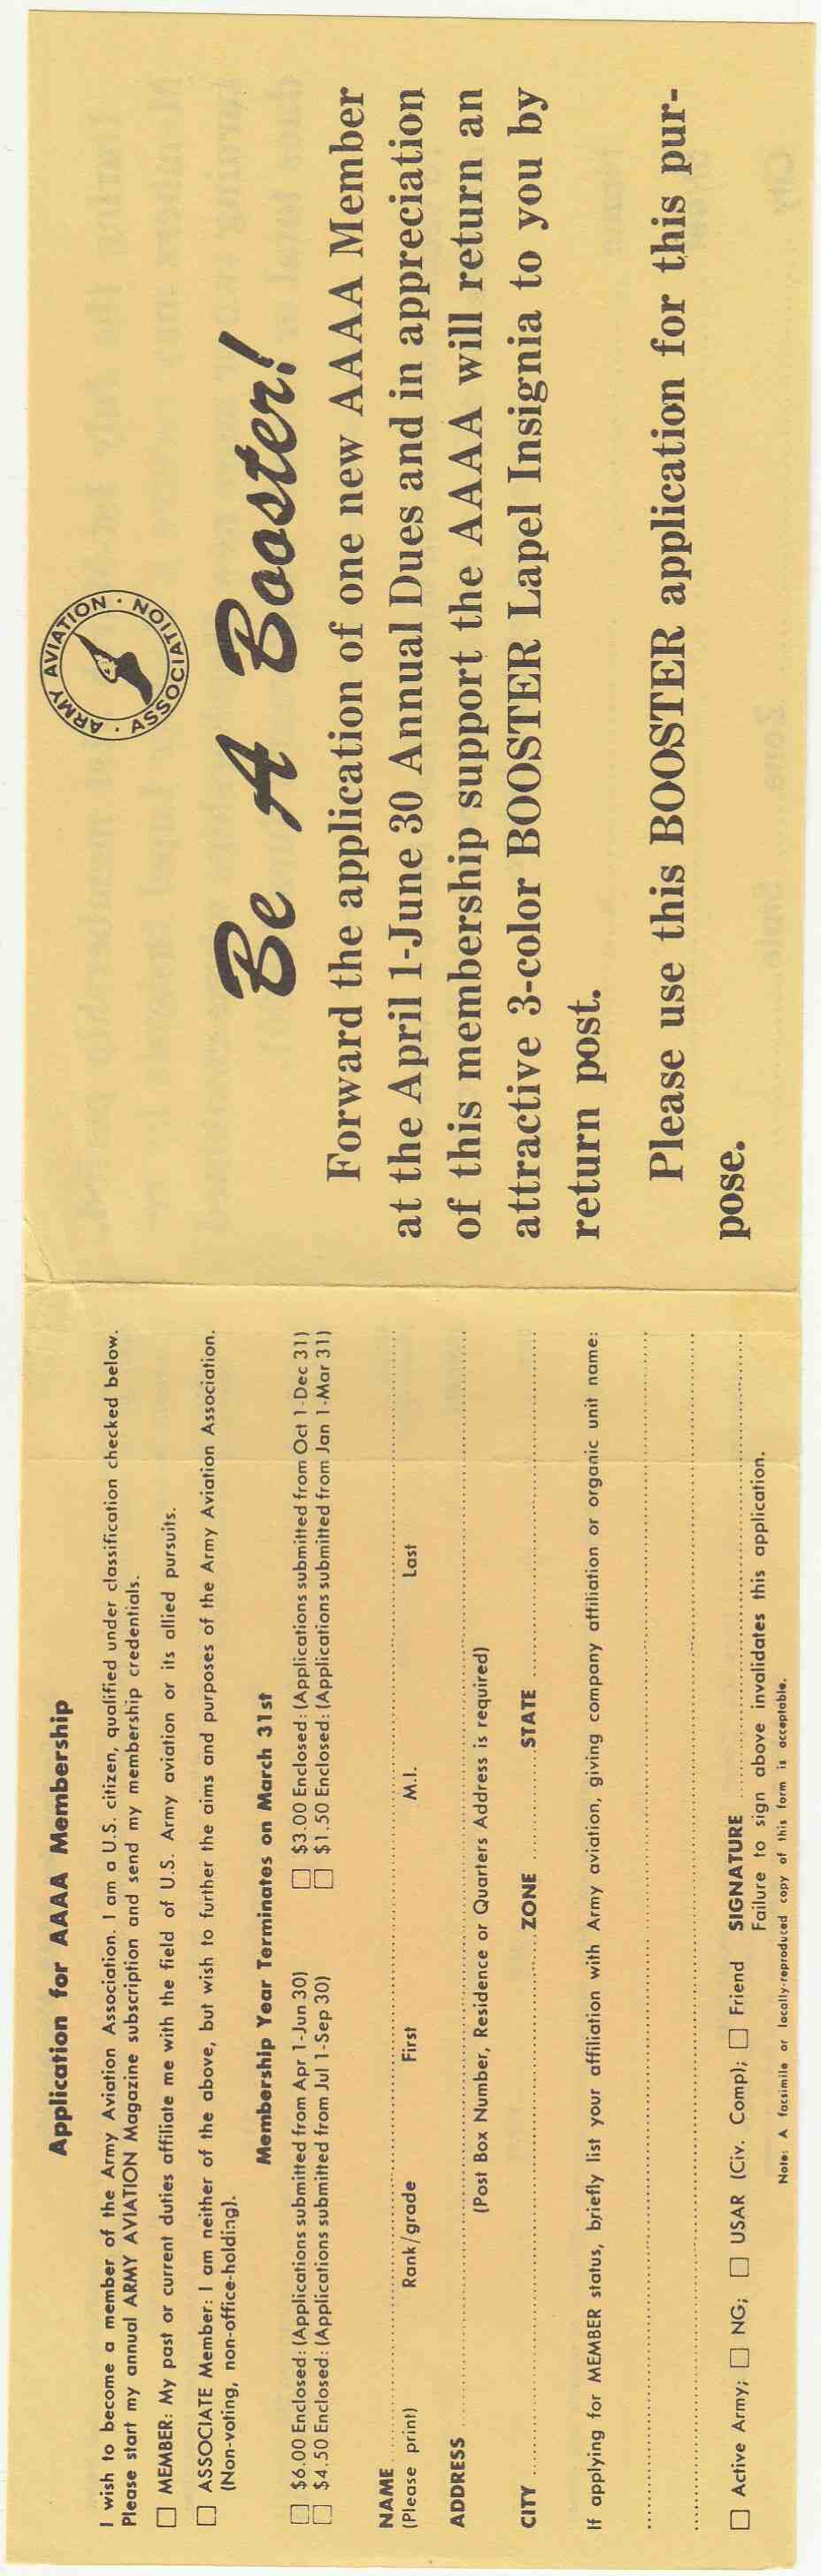 Application for AAAA Membership
I wish to become a member of the Army Aviation Association. I am a U.S. citizen, qualified under classification checked below.
Please start my annual ARMY AVIATION Magazine subscription and send my membership credentials.
☐ MEMBER: My past or current duties affiliate me with the field of U.S. Army aviation or its allied pursuits.
☐ ASSOCIATE Member: I am neither of the above, but wish to further the aims and purposes of the Army Aviation Association.
(Non-voting, non-office-holding).
Membership Year Terminates on March 31st
☐ $6.00 Enclosed: (Applications submitted from Apr 1-Jun 30) ☐ $3.00 Enclosed: (Applications submitted from Oct 1-Dec 31)
☐ $4.50 Enclosed: (Applications submitted from Jul 1-Sep 30) ☐ $1.50 Enclosed: (Applications submitted from Jan 1-Mar 31)
NAME
(Please print) Rank/grade First M.I. Last
ADDRESS
(Post Box Number, Residence or Quarters Address is required)
CITY ZONE STATE
If applying for MEMBER status, briefly list your affiliation with Army aviation, giving company affiliation or organic unit name:
☐ Active Army; ☐ NG; ☐ USAR (Civ. Comp); ☐ Friend SIGNATURE
Failure to sign above invalidates this application.
Note: A facsimile or locally-reproduced copy of this form is acceptable.
ARMY AVIATION · ASSOCIATION ·
Be A Booster!
Forward the application of one new AAAA Member
at the April 1-June 30 Annual Dues and in appreciation
of this membership support the AAAA will return an
attractive 3-color BOOSTER Lapel Insignia to you by
return post.
Please use this BOOSTER application for this pur-
pose.